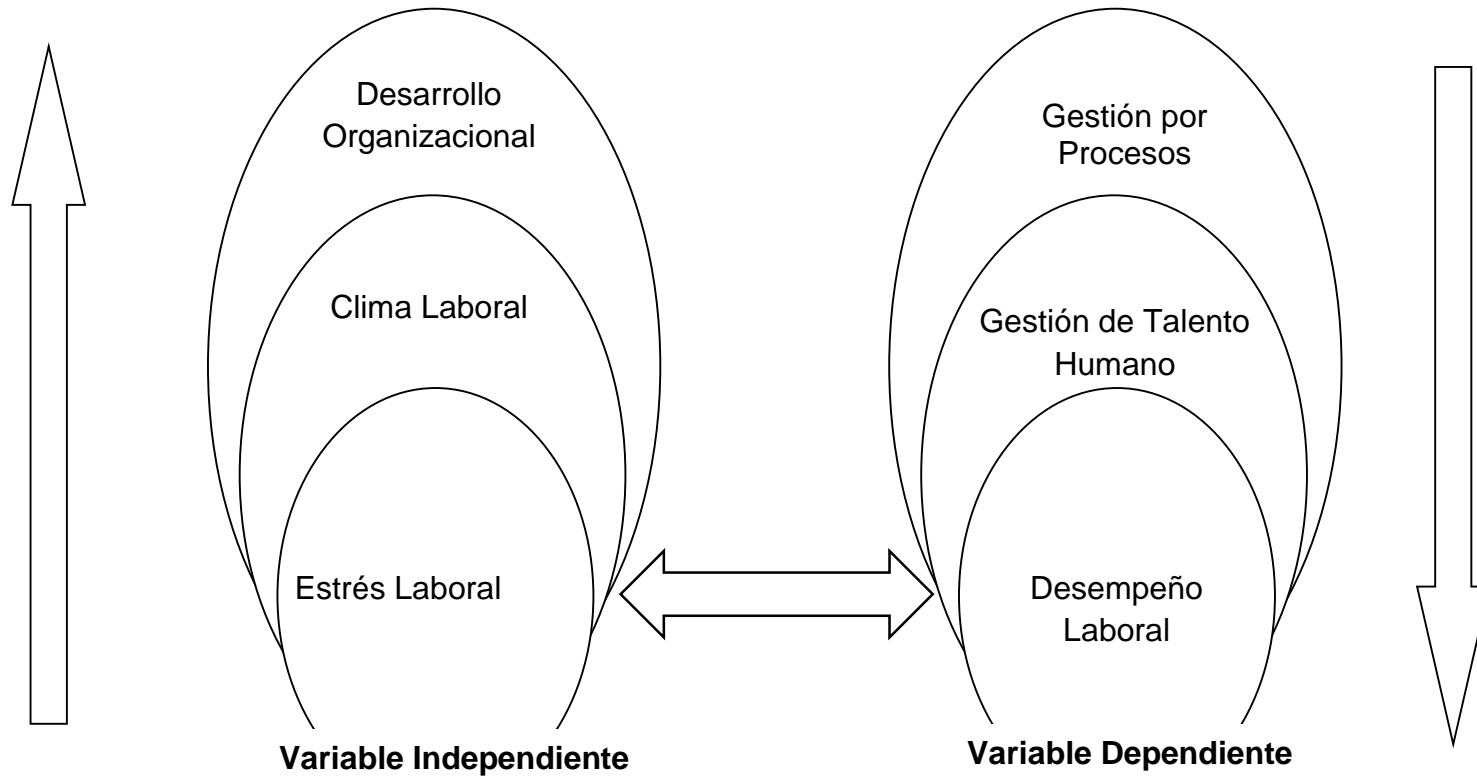 Desarrollo
Organizacional
Clima Laboral
Estrés Laboral
Variable Independiente
Gestión por
Procesos
Gestión de Talento
Humano
Desempeño
Laboral
Variable Dependiente